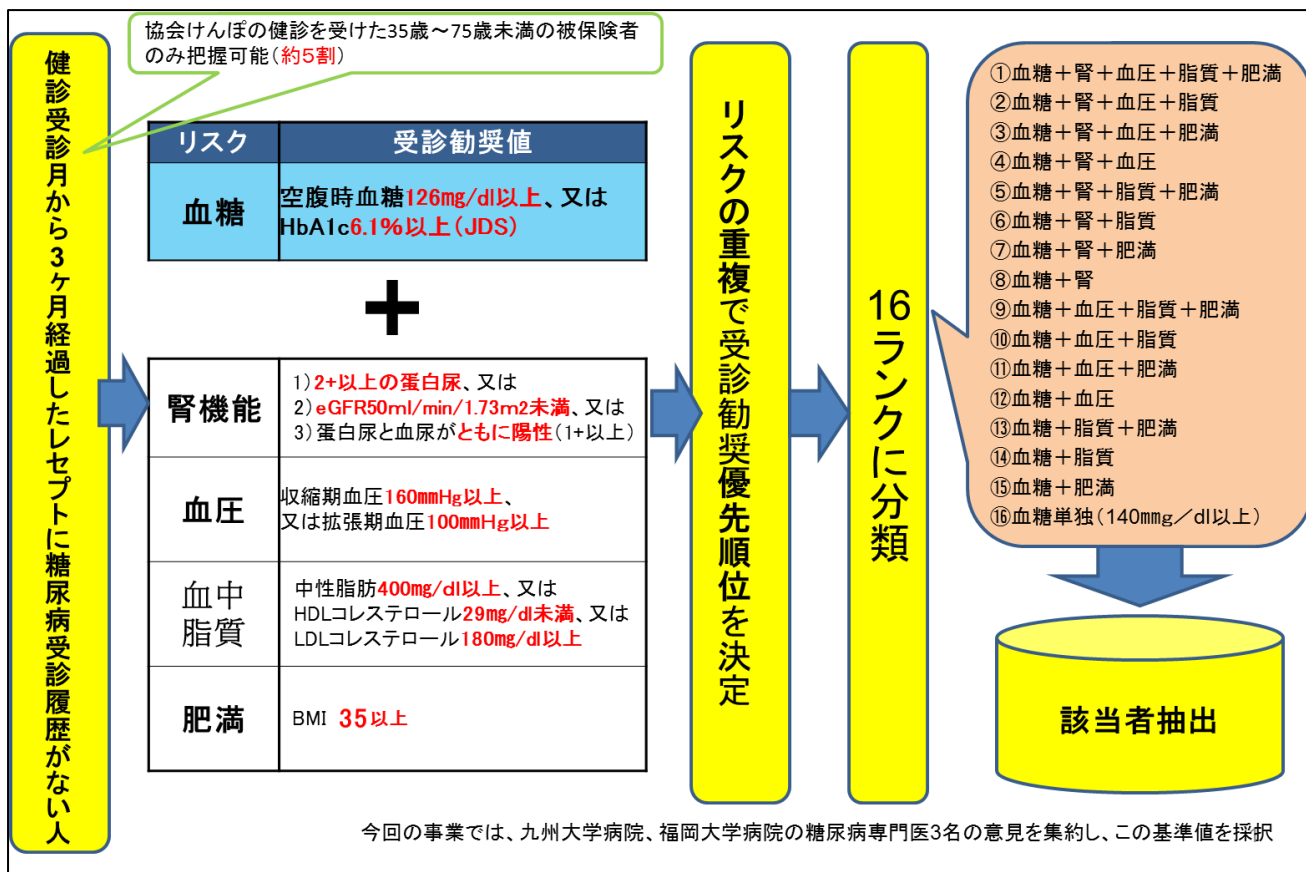 協会けんぽの健診を受けた35歳～75歳未満の被保険者
のみ把握可能（約５割）
健診受診月から3ヶ月経過したレセプトに糖尿病受診履歴がない人
リスク 受診勧奨値
血糖
空腹時血糖126mg/dl以上、又は
HbA1c6.1％以上（JDS）
＋
腎機能
1）2+以上の蛋白尿、又は
2）eGFR50ml/min/1.73m2未満、又は
3）蛋白尿と血尿がともに陽性（1+以上）
血圧
収縮期血圧160mmHg以上、
又は拡張期血圧100mmHg以上
血中
脂質
中性脂肪400mg/dl以上、又は
HDLコレステロール29mg/dl未満、又は
LDLコレステロール180mg/dl以上
肥満
BMI 35以上
リスクの重複で受診勧奨優先順位を決定
16ランクに分類
①血糖＋腎＋血圧＋脂質＋肥満
②血糖＋腎＋血圧＋脂質
③血糖＋腎＋血圧＋肥満
④血糖＋腎＋血圧
⑤血糖＋腎＋脂質＋肥満
⑥血糖＋腎＋脂質
⑦血糖＋腎＋肥満
⑧血糖＋腎
⑨血糖＋血圧＋脂質＋肥満
⑩血糖＋血圧＋脂質
⑪血糖＋血圧＋肥満
⑫血糖＋血圧
⑬血糖＋脂質＋肥満
⑭血糖＋脂質
⑮血糖＋肥満
⑯血糖単独（140mmg／dl以上）
該当者抽出
今回の事業では、九州大学病院、福岡大学病院の糖尿病専門医3名の意見を集約し、この基準値を採択